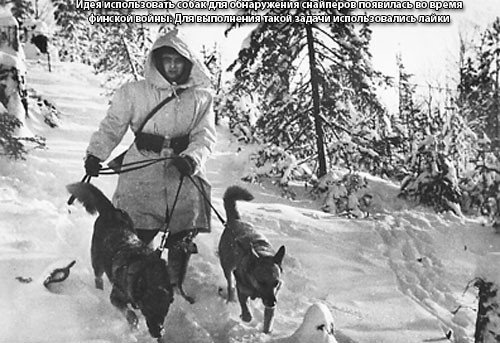 Идея использовать собак для обнаружения снайперов появилась во время
финской войны. Для выполнения такой задачи использовались лайки